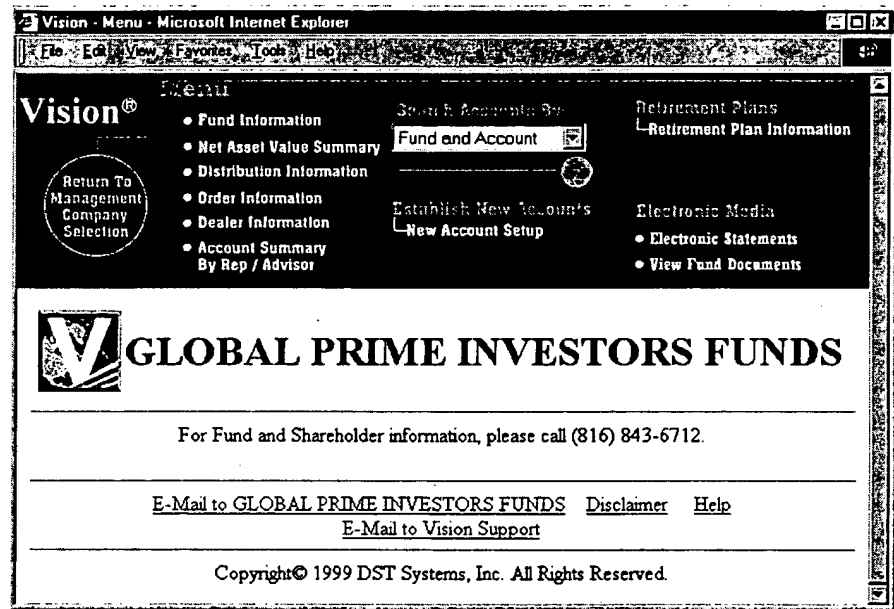 Vision - Menu - Microsoft Internet Explorer
File Edit View Favorites Tools Help
Vision®
Return To
Management
Company
Selection
Menu
• Fund Information
• Net Asset Value Summary
• Distribution Information
• Order Information
• Dealer Information
• Account Summary
By Rep / Advisor
Search Accounts By:
Fund and Account
Establish New Accounts
New Account Setup
Retirement Plans
Retirement Plan Information
Electronic Media
• Electronic Statements
• View Fund Documents
GLOBAL PRIME INVESTORS FUNDS
For Fund and Shareholder information, please call (816) 843-6712.
E-Mail to GLOBAL PRIME INVESTORS FUNDS Disclaimer Help
E-Mail to Vision Support
Copyright© 1999 DST Systems, Inc. All Rights Reserved.